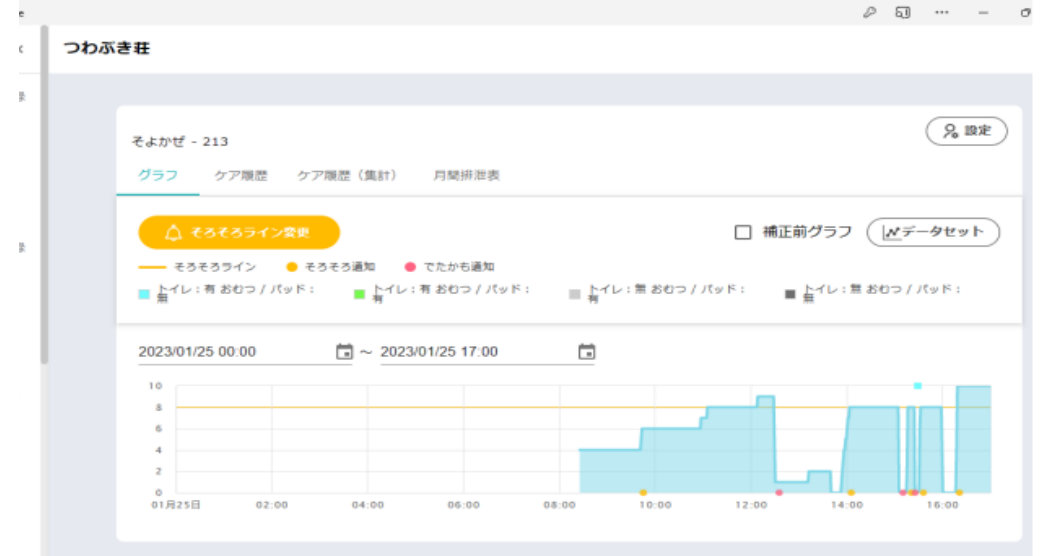 e
つわぶき荘
そよかぜ - 213
設定
グラフ ケア履歴 ケア履歴(集計) 月間排泄表
そろそろライン変更
補正前グラフ データセット
そろそろライン そろそろ通知 でたかも通知
トイレ:有 おむつ / パッド:無
トイレ:有 おむつ / パッド:有
トイレ:無 おむつ / パッド:有
トイレ:無 おむつ / パッド:無
2023/01/25 00:00 ~ 2023/01/25 17:00
10
8
6
4
2
0
01月25日 02:00 04:00 06:00 08:00 10:00 12:00 14:00 16:00